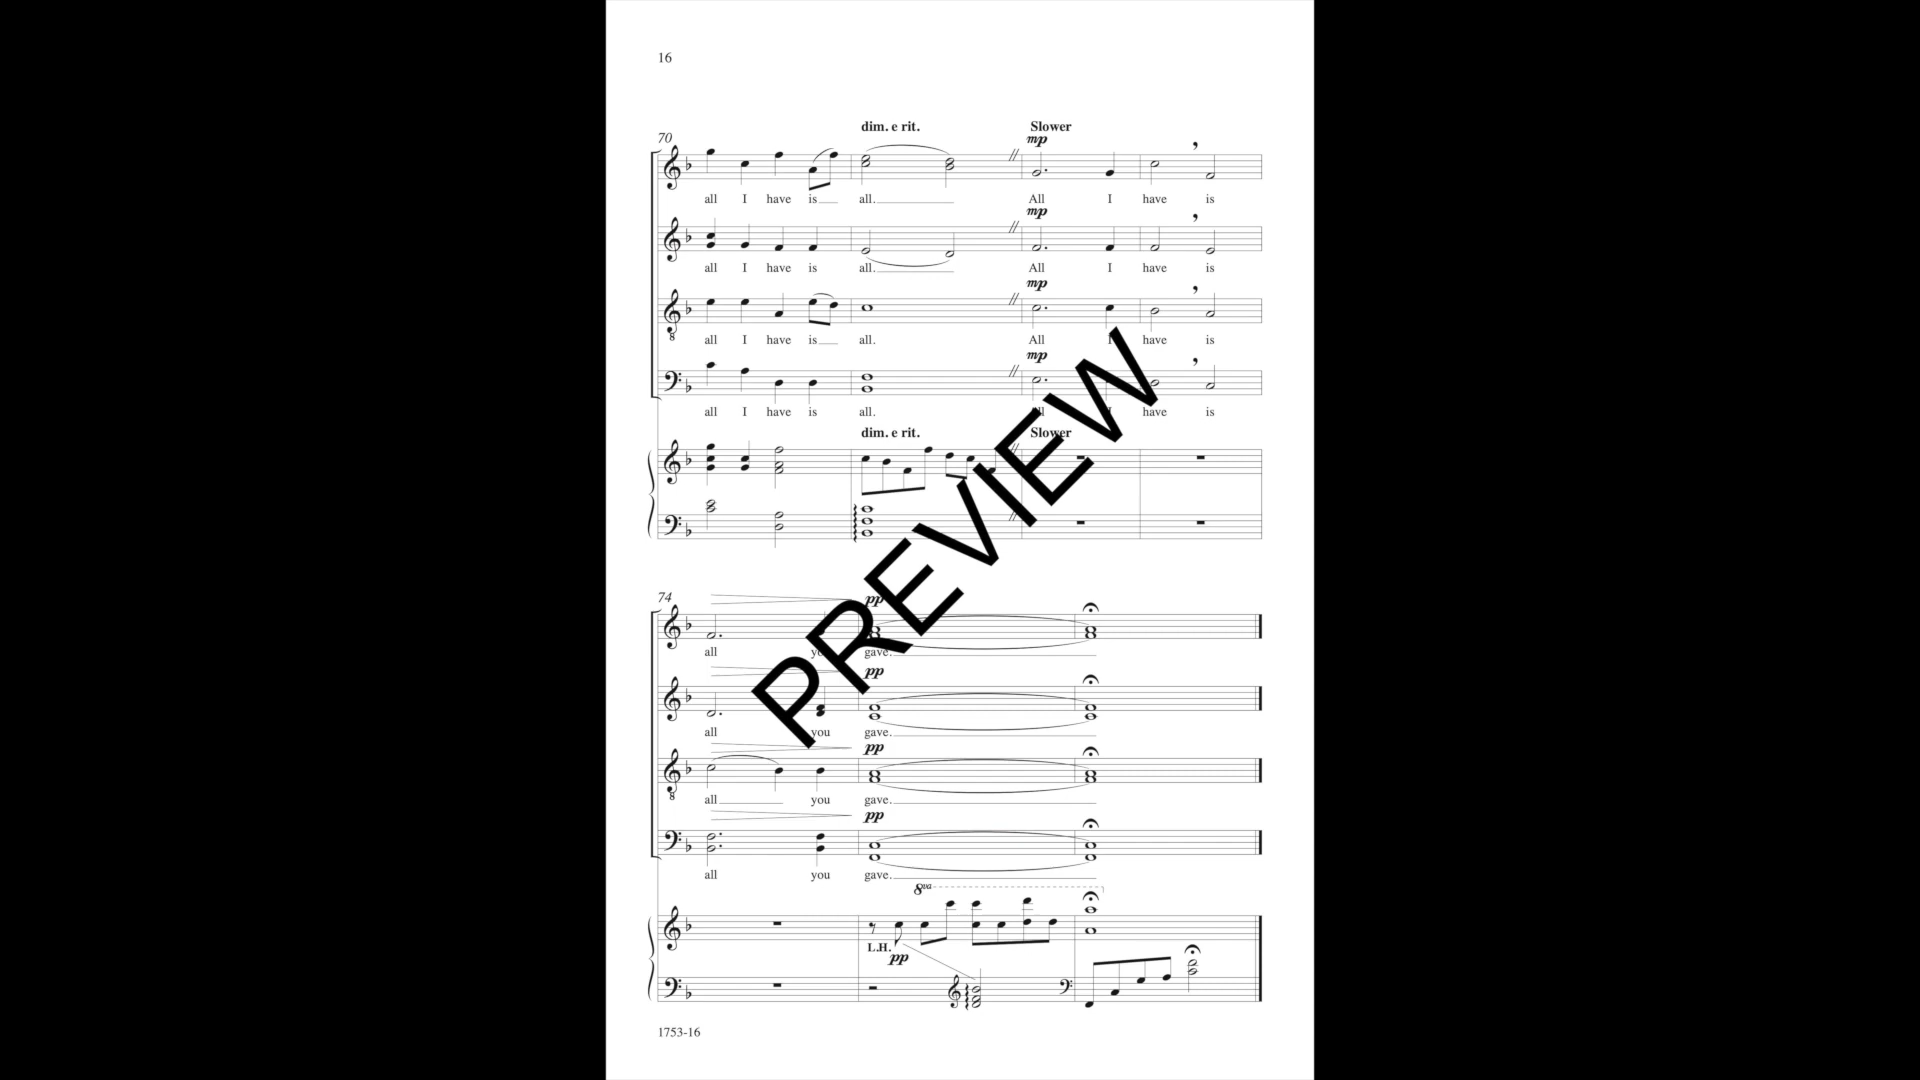 16
dim. e rit. Slower
70
mp
all I have is all. All I have is
mp
all I have is all. All I have is
mp
all I have is all. All I have is
mp
all I have is all. All I have is
dim. e rit. Slower
74
pp
all you gave.
pp
all you gave.
pp
all you gave.
pp
all you gave.
8va
L.H.
pp
1753-16
PREVIEW